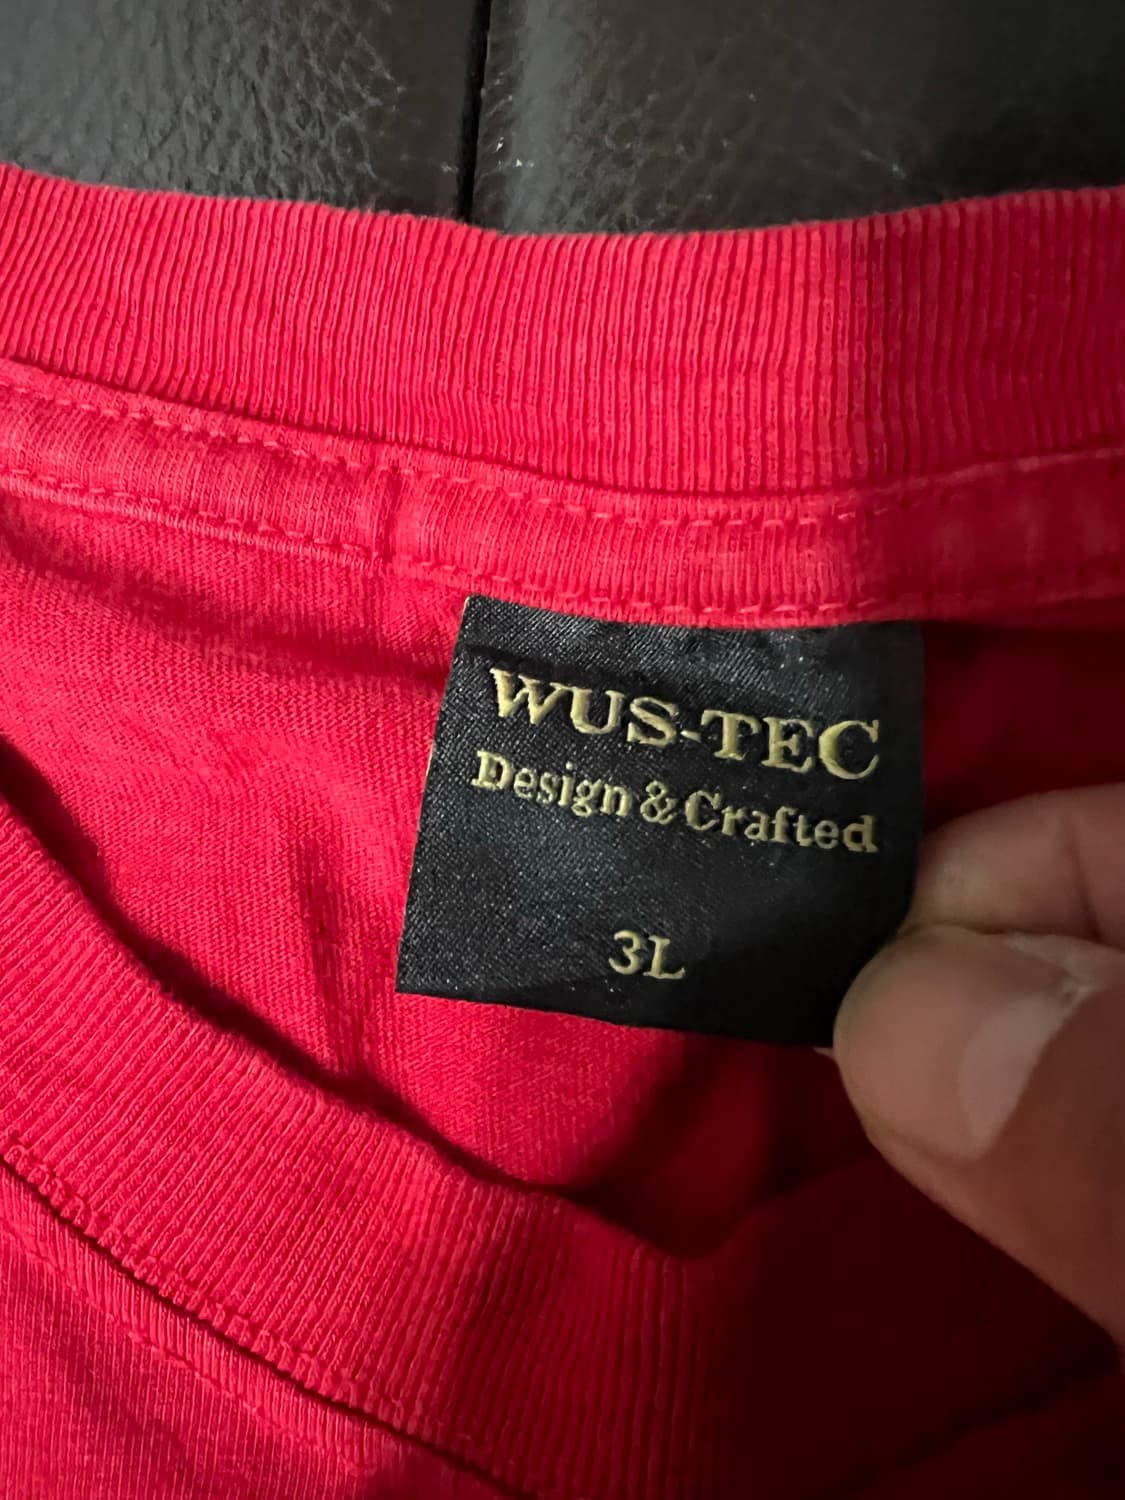 WUS-TEC
Design & Crafted
3L